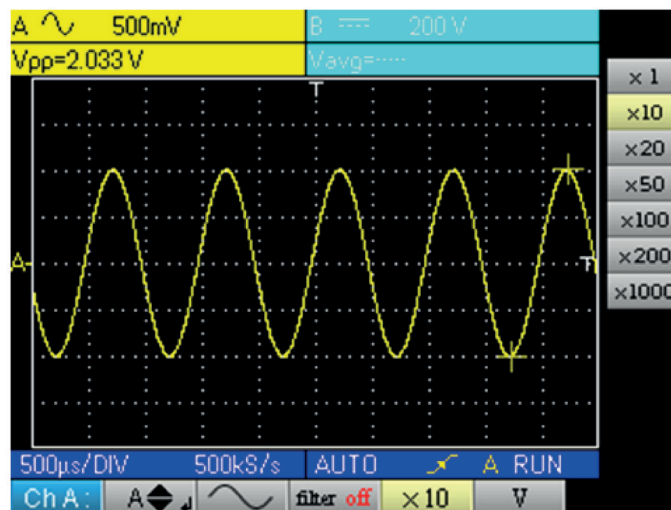 A 500mV B 200 V
Vpp=2.033 V Vavg=-----
T
A T
500µs/DIV 500kS/s AUTO A RUN
Ch A: A filter off ×10 V
×1
×10
×20
×50
×100
×200
×1000